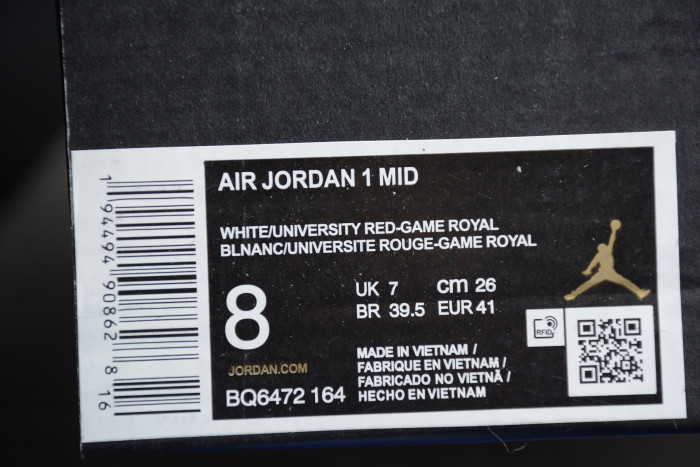 AIR JORDAN 1 MID
WHITE/UNIVERSITY RED-GAME ROYAL
BLNANC/UNIVERSITE ROUGE-GAME ROYAL
8
UK 7 cm 26
BR 39.5 EUR 41
JORDAN.COM
BQ6472 164
MADE IN VIETNAM /
FABRIQUE EN VIETNAM /
FABRICADO NO VIETNÃ /
HECHO EN VIETNAM
RFID
1 94494 90862 8 16